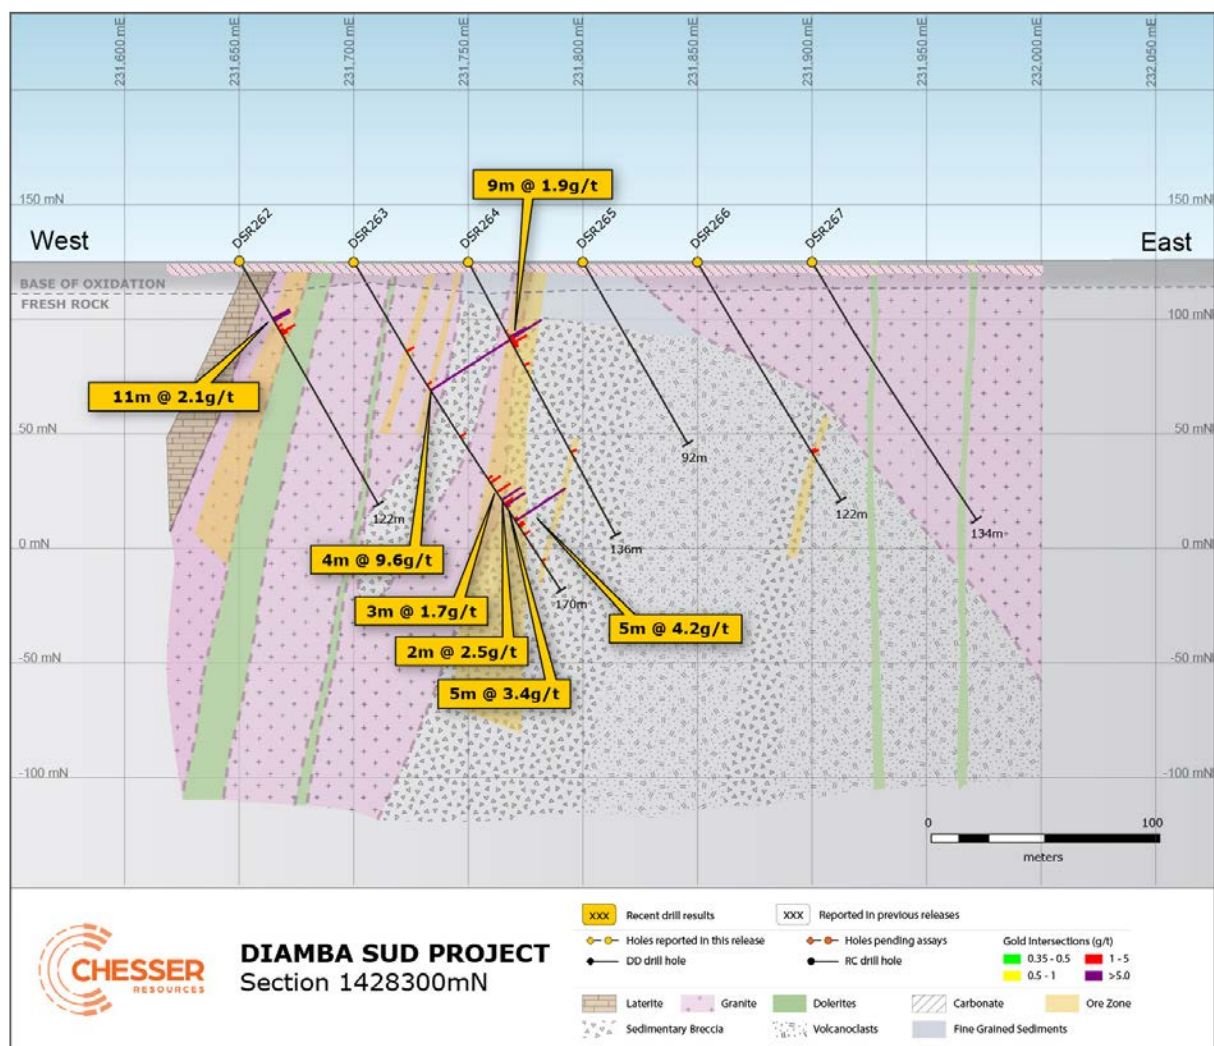 231.600 mE
231.650 mE
231.700 mE
231.750 mE
231.800 mE
231.850 mE
231.900 mE
231.950 mE
232.000 mE
232.050 mE
9m @ 1.9g/t
150 mN
150 mN
DSR262
DSR263
DSR264
DSR265
DSR266
DSR267
West
East
BASE OF OXIDATION
FRESH ROCK
100 mN
100 mN
11m @ 2.1g/t
50 mN
50 mN
92m
122m
122m
136m
134m
0 mN
0 mN
4m @ 9.6g/t
170m
3m @ 1.7g/t
5m @ 4.2g/t
2m @ 2.5g/t
-50 mN
-50 mN
5m @ 3.4g/t
-100 mN
-100 mN
0
100
meters
CHESSER
RESOURCES
DIAMBA SUD PROJECT
Section 1428300mN
XXX Recent drill results
XXX Reported in previous releases
Holes reported in this release
Holes pending assays
DD drill hole
RC drill hole
Gold Intersections (g/t)
0.35 - 0.5
1 - 5
0.5 - 1
>5.0
Laterite
Granite
Dolerites
Carbonate
Ore Zone
Sedimentary Breccia
Volcanoclasts
Fine Grained Sediments